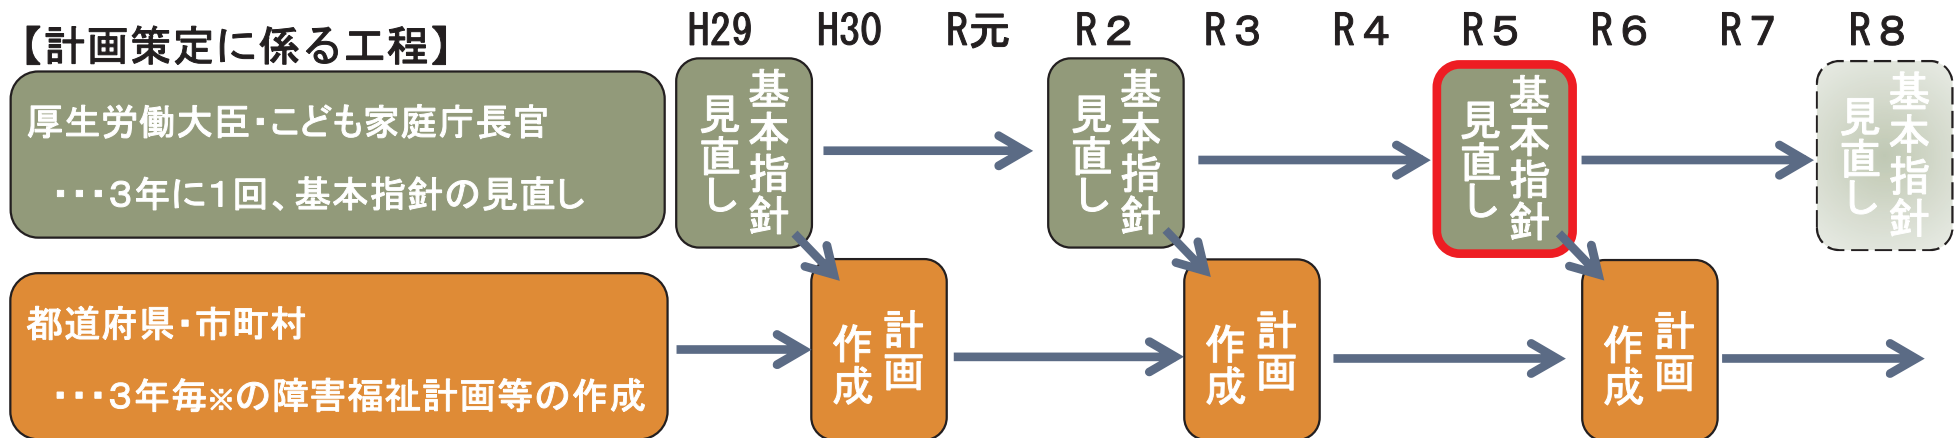 【計画策定に係る工程】
H29 H30 R元 R2 R3 R4 R5 R6 R7 R8
厚生労働大臣・こども家庭庁長官
・・・3年に1回、基本指針の見直し
基本指針
見直し
基本指針
見直し
基本指針
見直し
基本指針
見直し
都道府県・市町村
・・・3年毎※の障害福祉計画等の作成
計画
作成
計画
作成
計画
作成